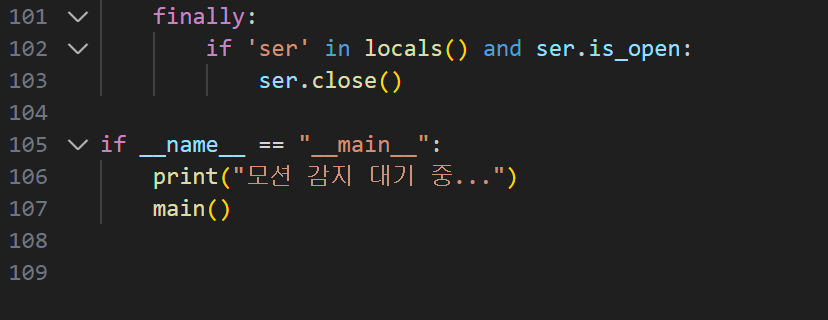 101 finally:
102 if 'ser' in locals() and ser.is_open:
103 ser.close()
104
105 if __name__ == "__main__":
106 print("모션 감지 대기 중...")
107 main()
108
109